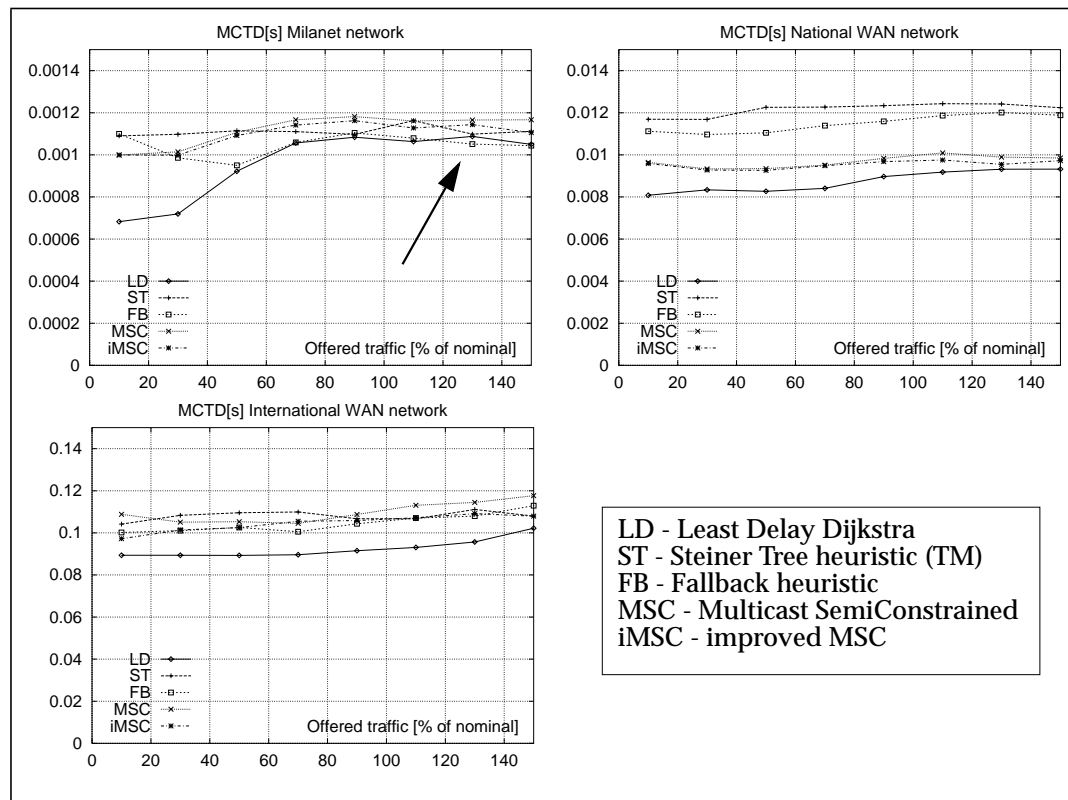 MCTD[s] Milanet network
0.0014
0.0012
0.001
0.0008
0.0006
0.0004
0.0002
0
LD
ST
FB
MSC
iMSC
Offered traffic [% of nominal]
0 20 40 60 80 100 120 140
MCTD[s] National WAN network
0.014
0.012
0.01
0.008
0.006
0.004
0.002
0
LD
ST
FB
MSC
iMSC
Offered traffic [% of nominal]
0 20 40 60 80 100 120 140
MCTD[s] International WAN network
0.14
0.12
0.1
0.08
0.06
0.04
0.02
0
LD
ST
FB
MSC
iMSC
Offered traffic [% of nominal]
0 20 40 60 80 100 120 140
LD - Least Delay Dijkstra
ST - Steiner Tree heuristic (TM)
FB - Fallback heuristic
MSC - Multicast SemiConstrained
iMSC - improved MSC